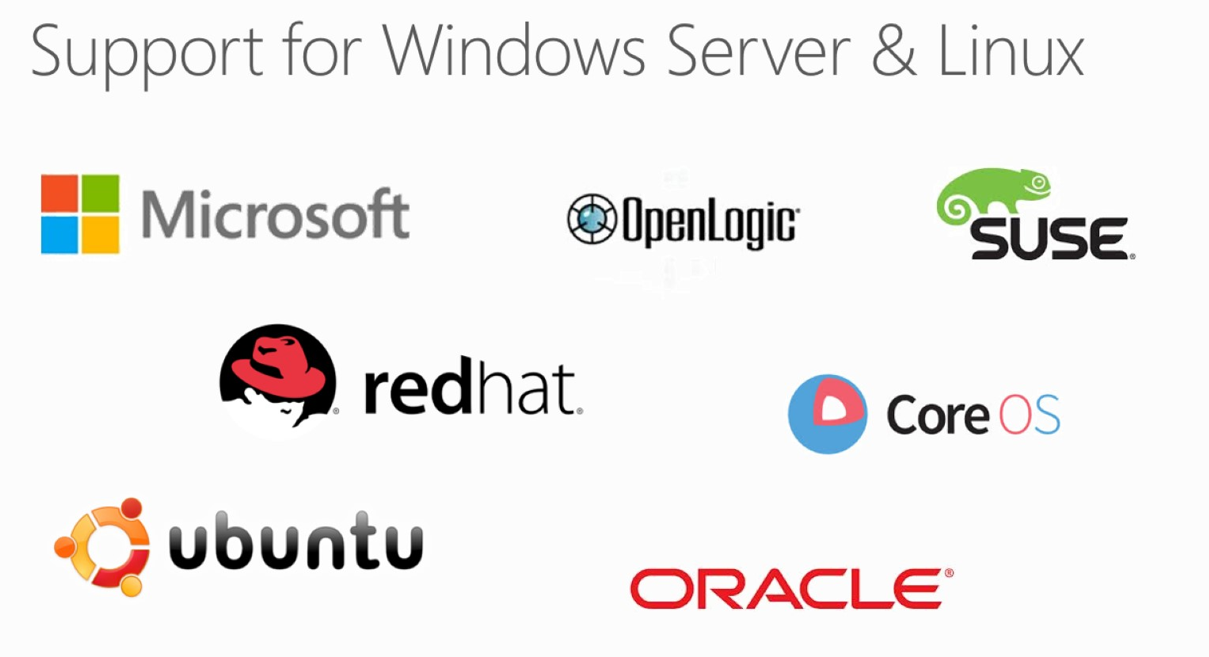 Support for Windows Server & Linux
Microsoft
OpenLogic®
SUSE®
redhat®
CoreOS
ubuntu
ORACLE®